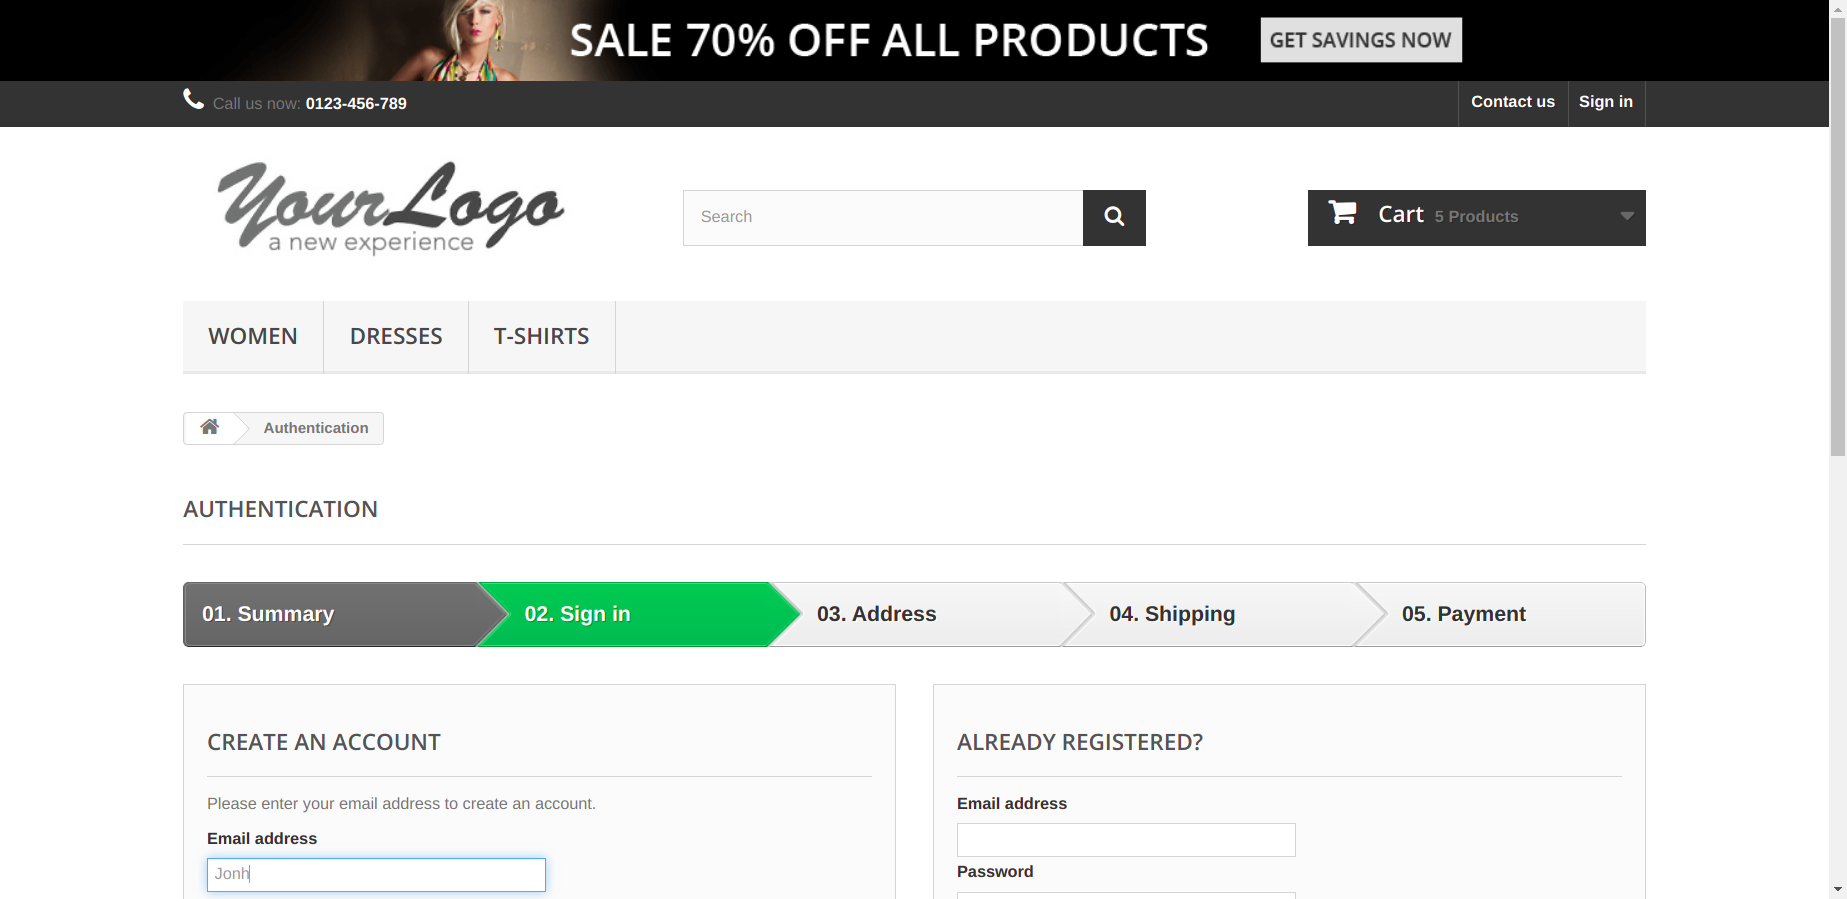 SALE 70% OFF ALL PRODUCTS GET SAVINGS NOW
Call us now: 0123-456-789 Contact us Sign in
Your Logo
a new experience
Search
Cart 5 Products
WOMEN DRESSES T-SHIRTS
Authentication
AUTHENTICATION
01. Summary 02. Sign in 03. Address 04. Shipping 05. Payment
CREATE AN ACCOUNT
Please enter your email address to create an account.
Email address
Jonh
ALREADY REGISTERED?
Email address
Password